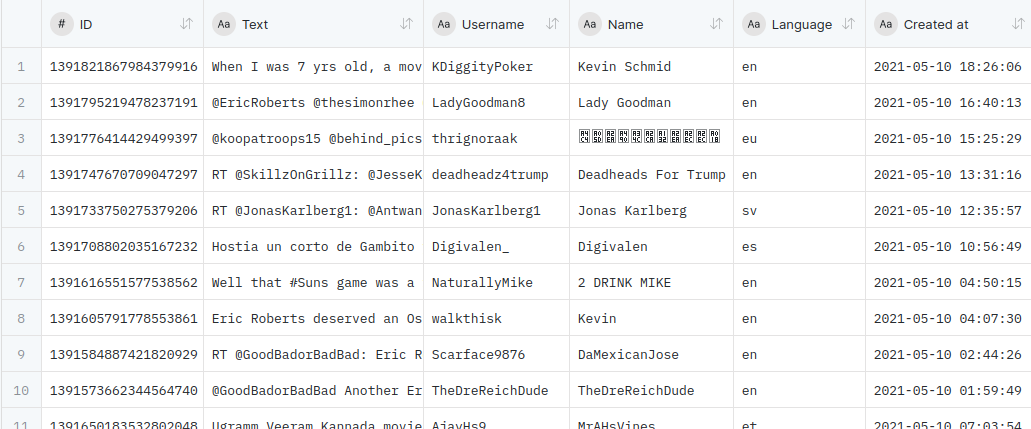 # ID Aa Text Aa Username Aa Name Aa Language Aa Created at
1 1391821867984379916 When I was 7 yrs old, a mov KDiggityPoker Kevin Schmid en 2021-05-10 18:26:06
2 1391795219478237191 @EricRoberts @thesimonrhee LadyGoodman8 Lady Goodman en 2021-05-10 16:40:13
3 1391776414429499397 @koopatroops15 @behind_pics thrignoraak eu 2021-05-10 15:25:29
4 1391747670709047297 RT @SkillzOnGrillz: @JesseK deadheadz4trump Deadheads For Trump en 2021-05-10 13:31:16
5 1391733750275379206 RT @JonasKarlberg1: @Antwan JonasKarlberg1 Jonas Karlberg sv 2021-05-10 12:35:57
6 1391708802035167232 Hostia un corto de Gambito Digivalen_ Digivalen es 2021-05-10 10:56:49
7 1391616551577538562 Well that #Suns game was a NaturallyMike 2 DRINK MIKE en 2021-05-10 04:50:15
8 1391605791778553861 Eric Roberts deserved an Os walkthisk Kevin en 2021-05-10 04:07:30
9 1391584887421820929 RT @GoodBadorBadBad: Eric R Scarface9876 DaMexicanJose en 2021-05-10 02:44:26
10 1391573662344564740 @GoodBadorBadBad Another Er TheDreReichDude TheDreReichDude en 2021-05-10 01:59:49
11 1391650183532802048 Ugramm Veeram Kannada movie AjayHs9 MrAHsVines et 2021-05-10 07:03:54